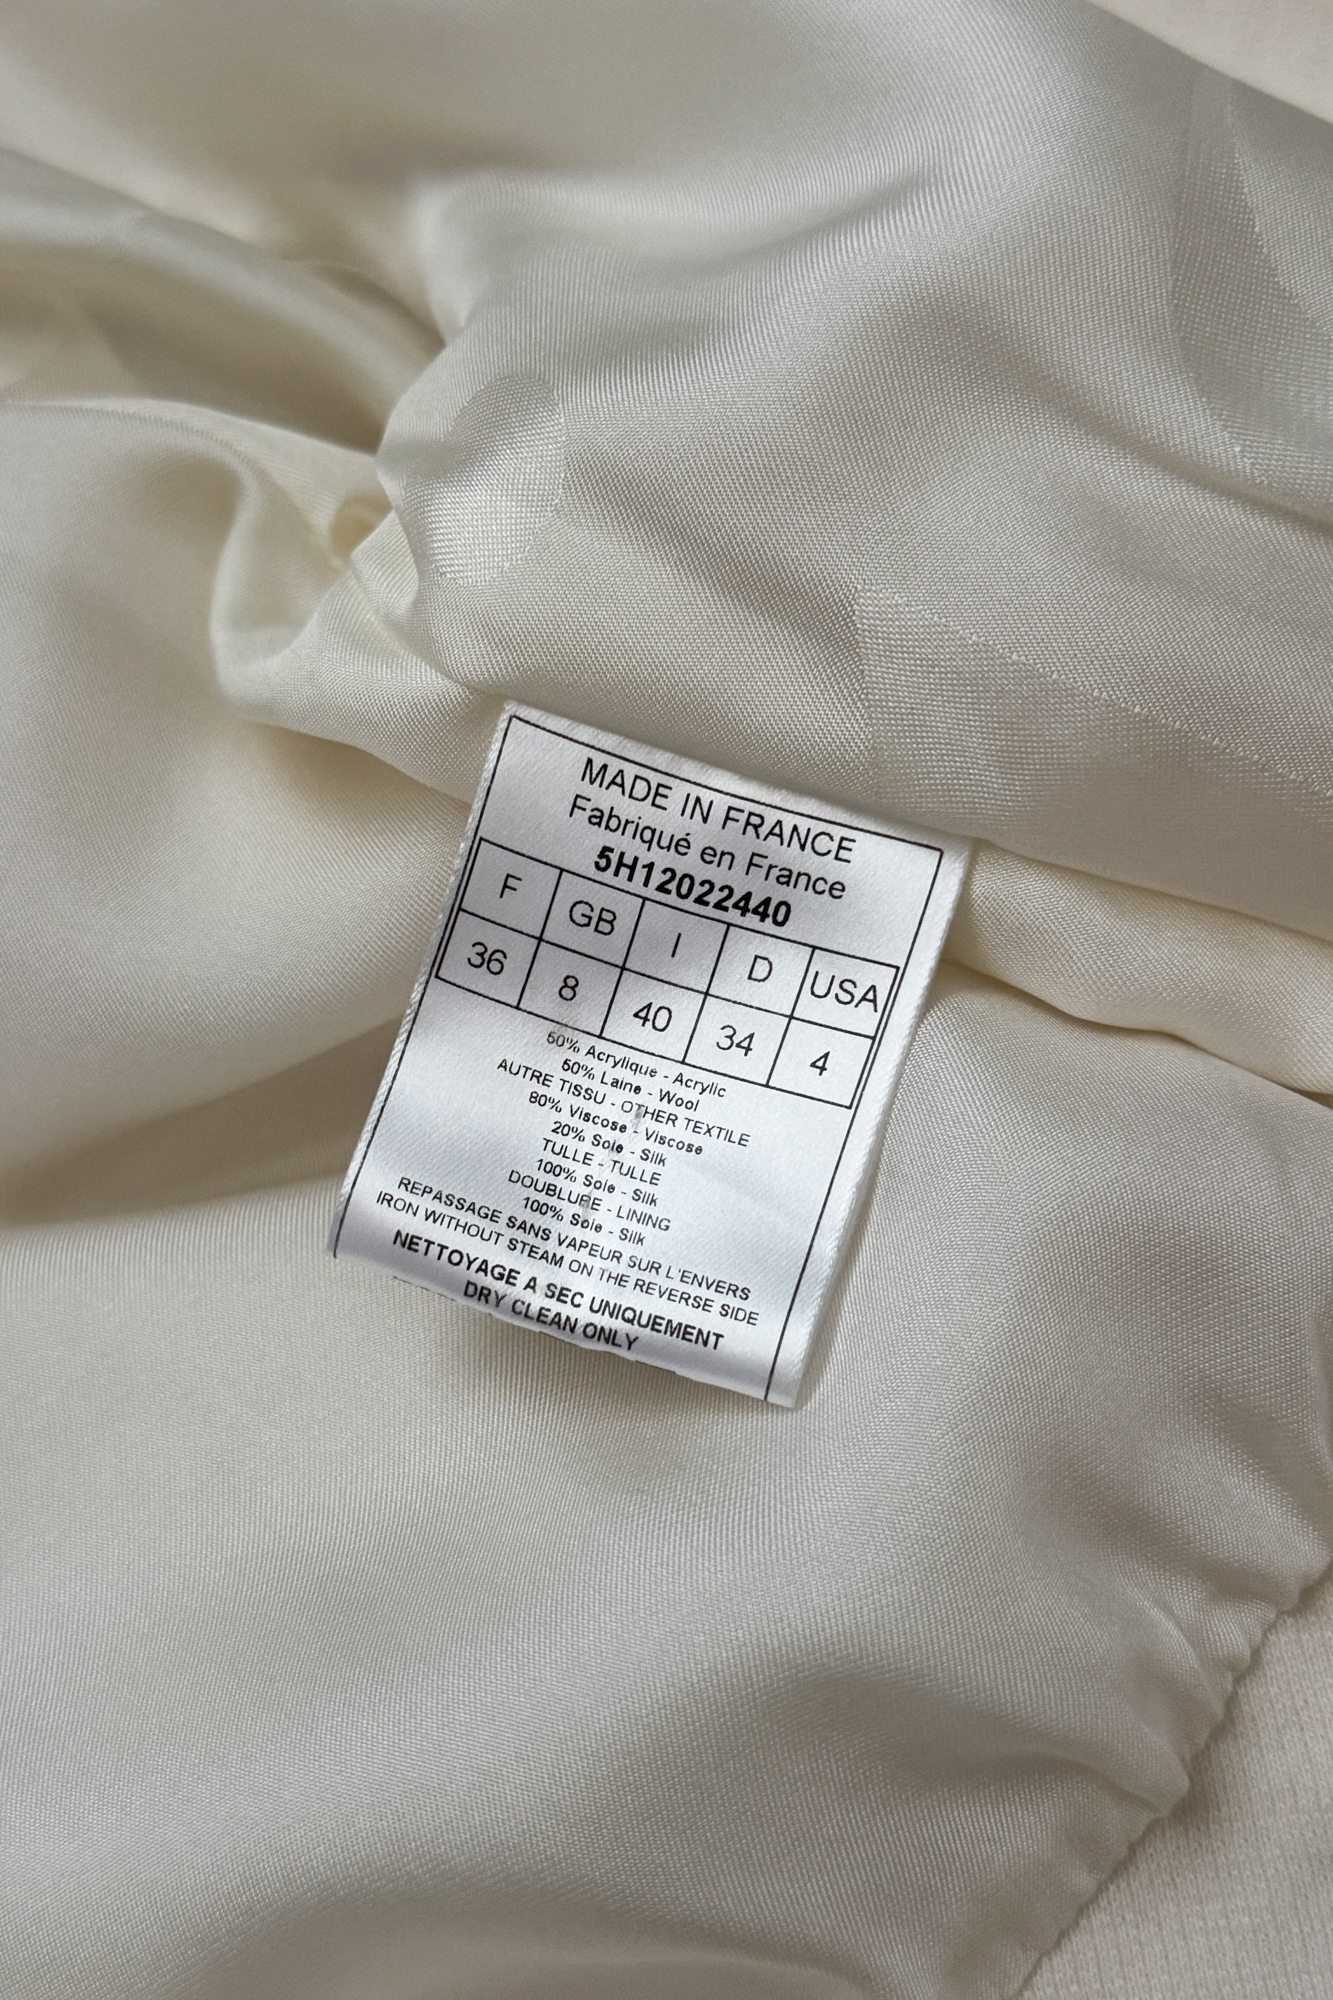 MADE IN FRANCE
Fabriqué en France
5H12022440
F GB I D USA
36 8 40 34 4
50% Acrylique - Acrylic
50% Laine - Wool
AUTRE TISSU - OTHER TEXTILE
80% Viscose - Viscose
20% Soie - Silk
TULLE - TULLE
100% Soie - Silk
DOUBLURE - LINING
100% Soie - Silk
REPASSAGE SANS VAPEUR SUR L'ENVERS
IRON WITHOUT STEAM ON THE REVERSE SIDE
NETTOYAGE A SEC UNIQUEMENT
DRY CLEAN ONLY